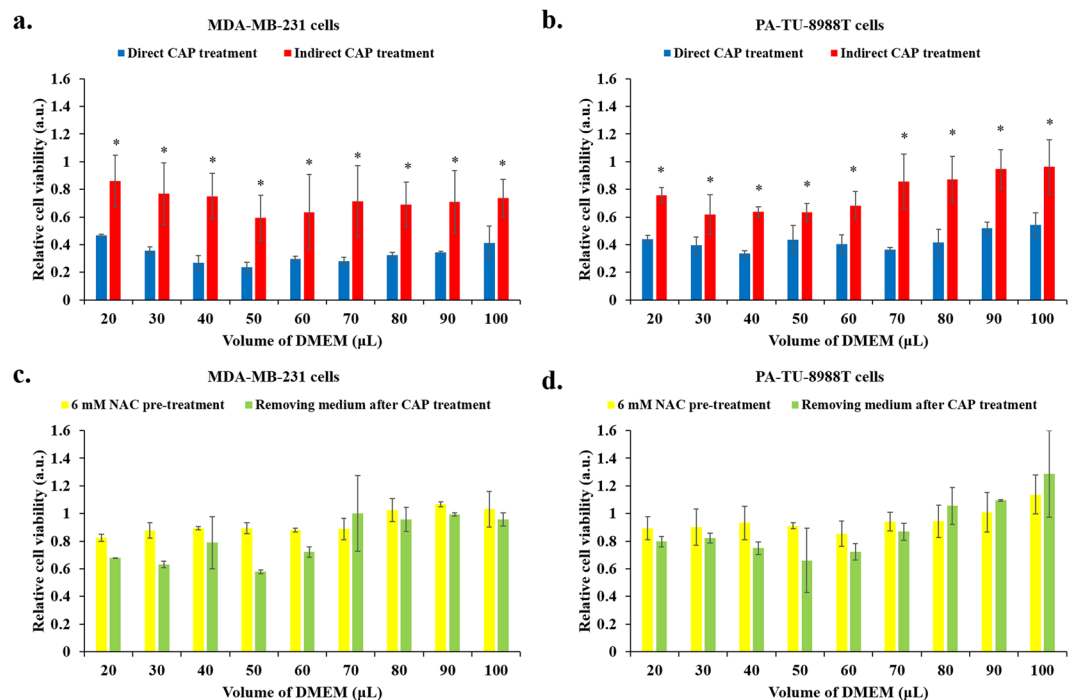 a.
MDA-MB-231 cells
Direct CAP treatment Indirect CAP treatment
Relative cell viability (a.u.)
1.6
1.4
1.2
1
0.8
0.6
0.4
0.2
0
* * * * * * * * *
20 30 40 50 60 70 80 90 100
Volume of DMEM (µL)
b.
PA-TU-8988T cells
Direct CAP treatment Indirect CAP treatment
Relative cell viability (a.u.)
1.6
1.4
1.2
1
0.8
0.6
0.4
0.2
0
* * * * * * * * *
20 30 40 50 60 70 80 90 100
Volume of DMEM (µL)
c.
MDA-MB-231 cells
6 mM NAC pre-treatment Removing medium after CAP treatment
Relative cell viability (a.u.)
1.6
1.4
1.2
1
0.8
0.6
0.4
0.2
0
20 30 40 50 60 70 80 90 100
Volume of DMEM (µL)
d.
PA-TU-8988T cells
6 mM NAC pre-treatment Removing medium after CAP treatment
Relative cell viability (a.u.)
1.6
1.4
1.2
1
0.8
0.6
0.4
0.2
0
20 30 40 50 60 70 80 90 100
Volume of DMEM (µL)